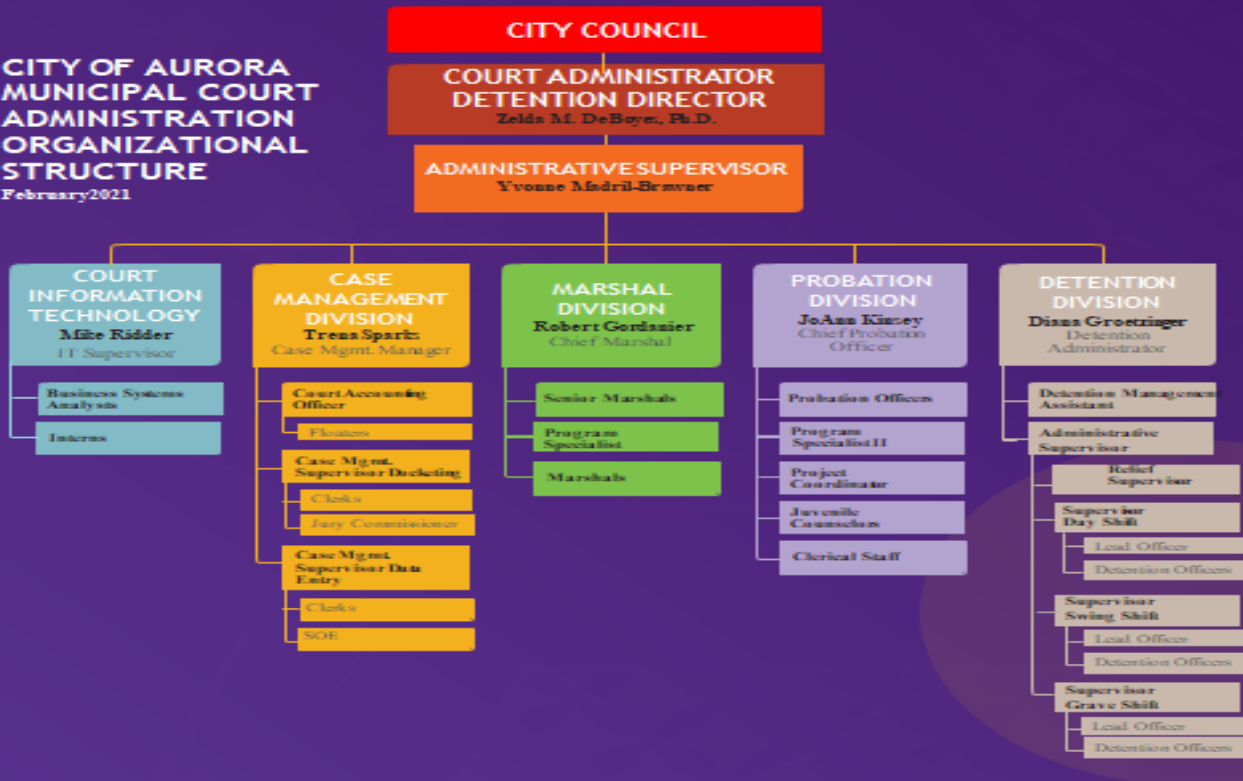 CITY OF AURORA
MUNICIPAL COURT
ADMINISTRATION
ORGANIZATIONAL
STRUCTURE
February2021
CITY COUNCIL
COURT ADMINISTRATOR
DETENTION DIRECTOR
Zelda M. DeBoyes, Ph.D.
ADMINISTRATIVE SUPERVISOR
Yvonne Madril-Brawner
COURT
INFORMATION
TECHNOLOGY
Mike Ridder
IT Supervisor
Business Systems
Analysts
Interns
CASE
MANAGEMENT
DIVISION
Trena Sparks
Case Mgmt. Manager
Court Accounting
Officer
Floaters
Case Mgmt.
Supervisor Docketing
Clerks
Jury Commissioner
Case Mgmt.
Supervisor Data
Entry
Clerks
SOE
MARSHAL
DIVISION
Robert Gordanier
Chief Marshal
Senior Marshals
Program
Specialist
Marshals
PROBATION
DIVISION
JoAnn Kinsey
Chief Probation
Officer
Probation Officers
Program
Specialist II
Project
Coordinator
Juvenile
Counselors
Clerical Staff
DETENTION
DIVISION
Diana Groetzinger
Detention
Administrator
Detention Management
Assistant
Administrative
Supervisor
Relief
Supervisor
Supervisor
Day Shift
Lead Officer
Detention Officers
Supervisor
Swing Shift
Lead Officer
Detention Officers
Supervisor
Grave Shift
Lead Officer
Detention Officers